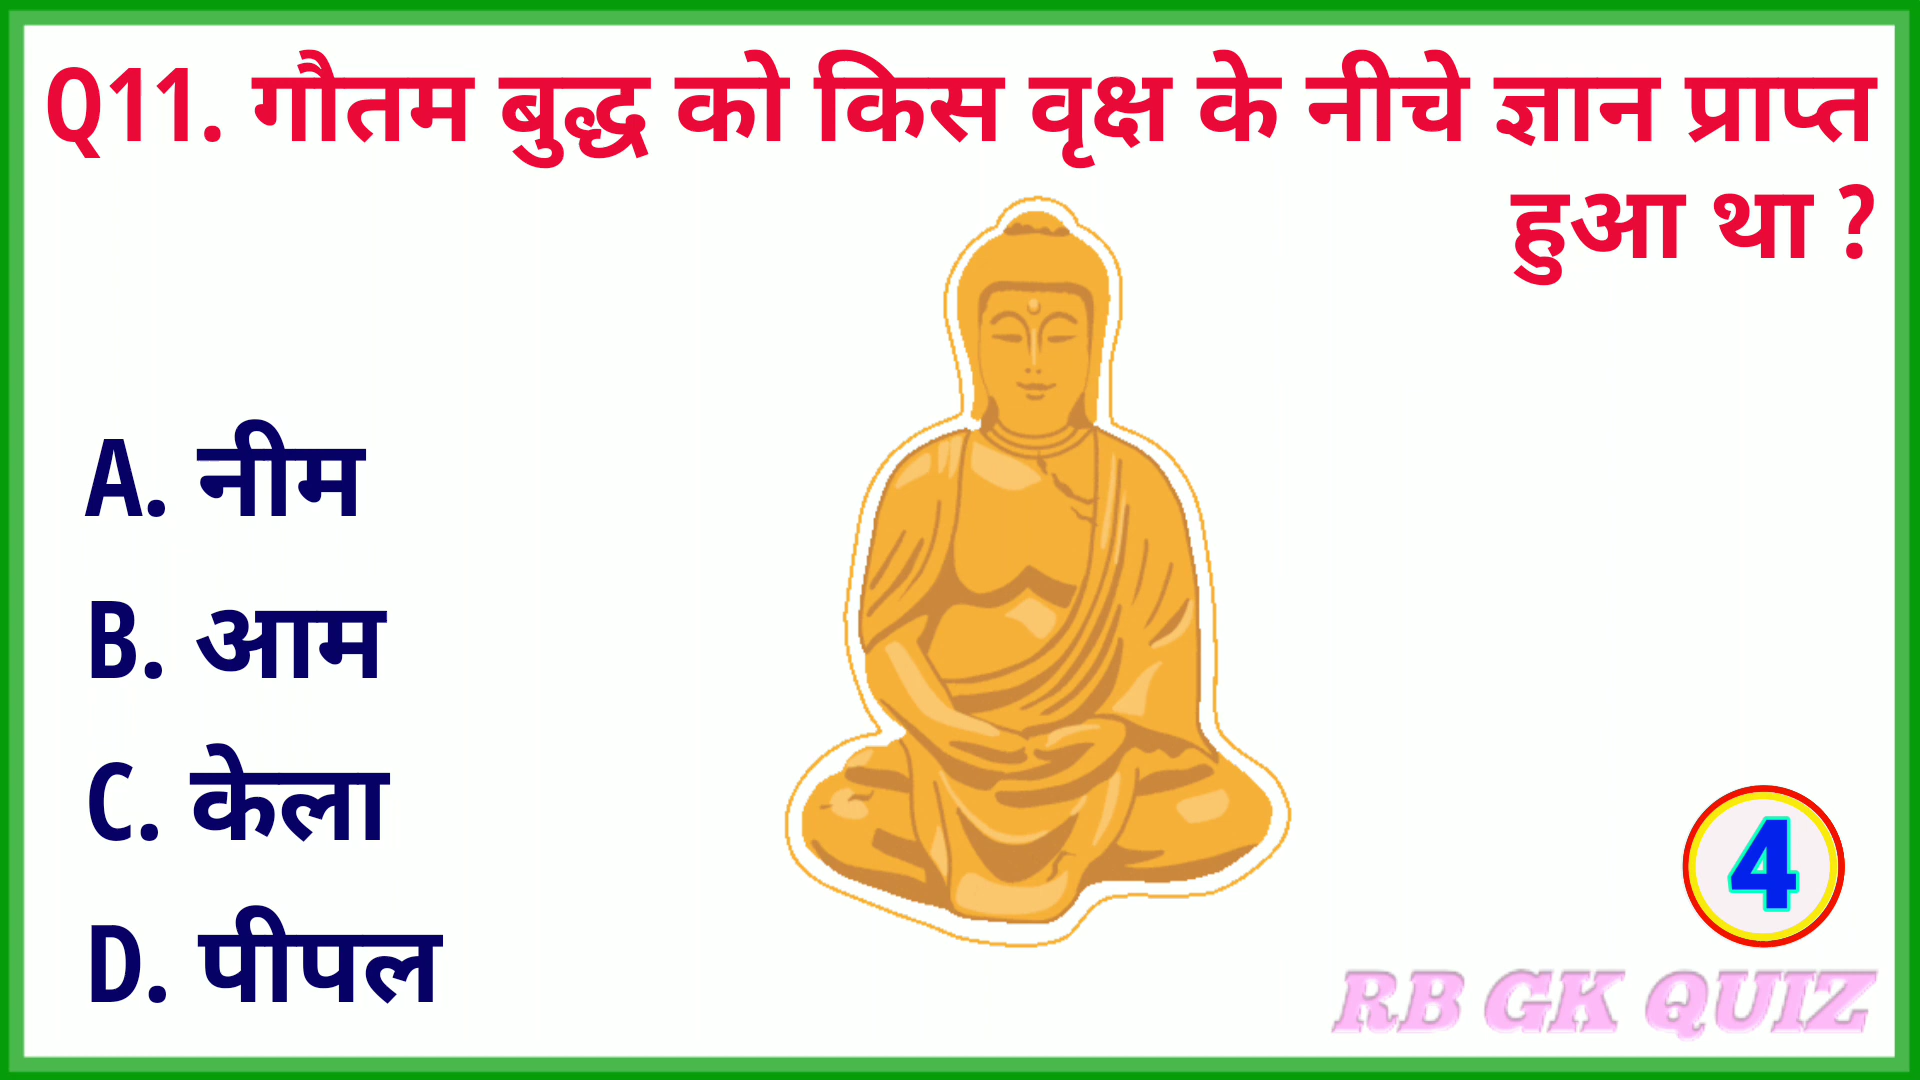 Q11. गौतम बुद्ध को किस वृक्ष के नीचे ज्ञान प्राप्त
हुआ था ?
A. नीम
B. आम
C. केला
D. पीपल
4
RB GK QUIZ